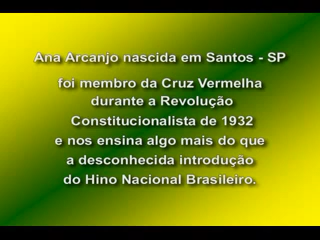 Ana Arcanjo nascida em Santos - SP
foi membro da Cruz Vermelha
durante a Revolução
Constitucionalista de 1932
e nos ensina algo mais do que
a desconhecida introdução
do Hino Nacional Brasileiro.